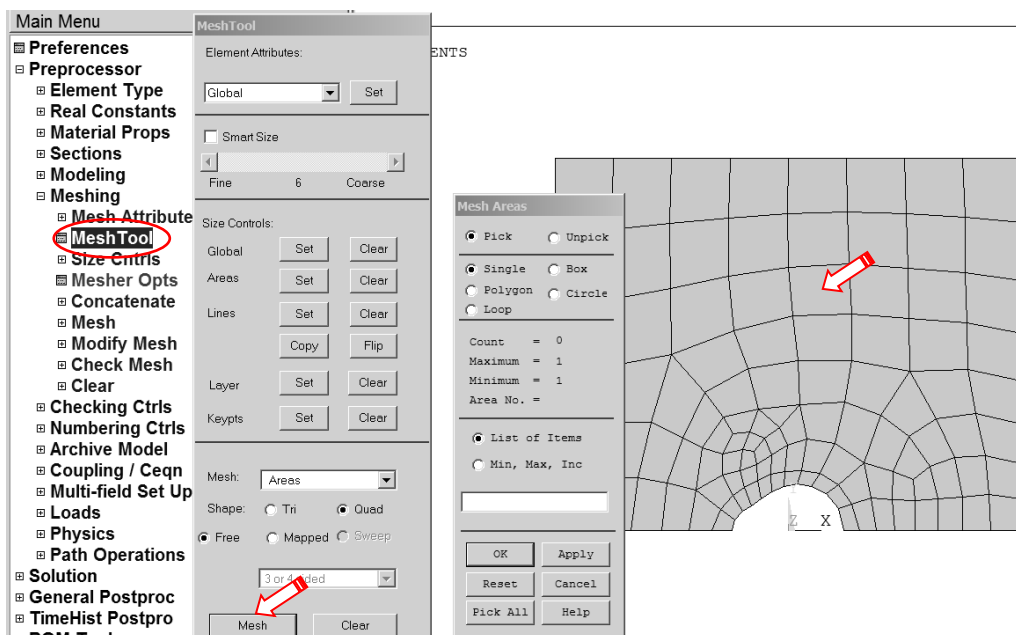 Main Menu
Preferences
Preprocessor
Element Type
Real Constants
Material Props
Sections
Modeling
Meshing
Mesh Attribute
MeshTool
Size Cntrls
Mesher Opts
Concatenate
Mesh
Modify Mesh
Check Mesh
Clear
Checking Ctrls
Numbering Ctrls
Archive Model
Coupling / Ceqn
Multi-field Set Up
Loads
Physics
Path Operations
Solution
General Postproc
TimeHist Postpro
MeshTool
Element Attributes:
Global Set
Smart Size
Fine 6 Coarse
Size Controls:
Global Set Clear
Areas Set Clear
Lines Set Clear
Copy Flip
Layer Set Clear
Keypts Set Clear
Mesh: Areas
Shape: Tri Quad
Free Mapped Sweep
3 or 4 sided
Mesh Clear
ENTS
Mesh Areas
Pick Unpick
Single Box
Polygon Circle
Loop
Count = 0
Maximum = 1
Minimum = 1
Area No. =
List of Items
Min, Max, Inc
OK Apply
Reset Cancel
Pick All Help
Z X